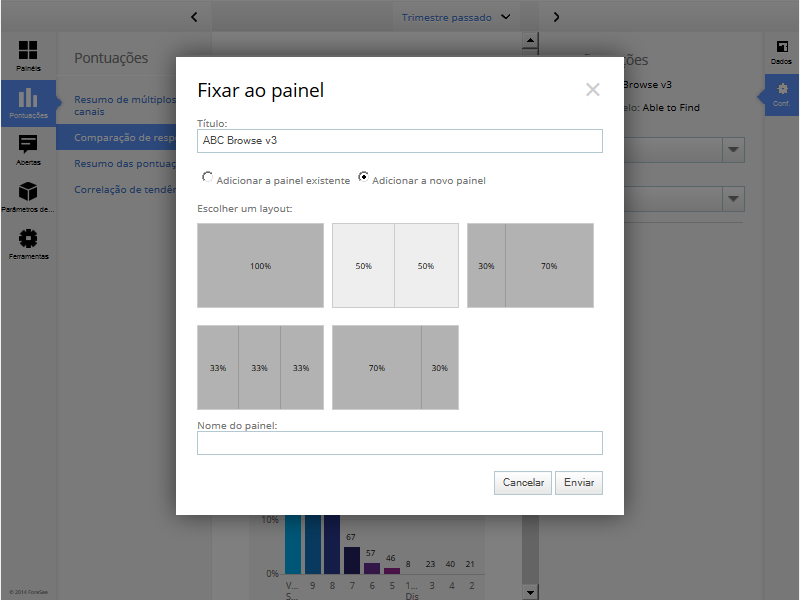 Trimestre passado
Painéis
Pontuações
Abertas
Parâmetros de...
Ferramentas
Pontuações
Resumo de múltiplos
canais
Comparação de resp
Resumo das pontuaç
Correlação de tendên
Fixar ao painel
Título:
ABC Browse v3
Adicionar a painel existente
Adicionar a novo painel
Escolher um layout:
100%
50% 50%
30% 70%
33% 33% 33%
70% 30%
Nome do painel:
Cancelar Enviar
Browse v3
elo: Able to Find
Dados
Conf.
10%
0%
67
57
46
8
23
40
21
V... 9 8 7 6 5 1... 3 4 2
S... Dis
© 2014 ForeSee